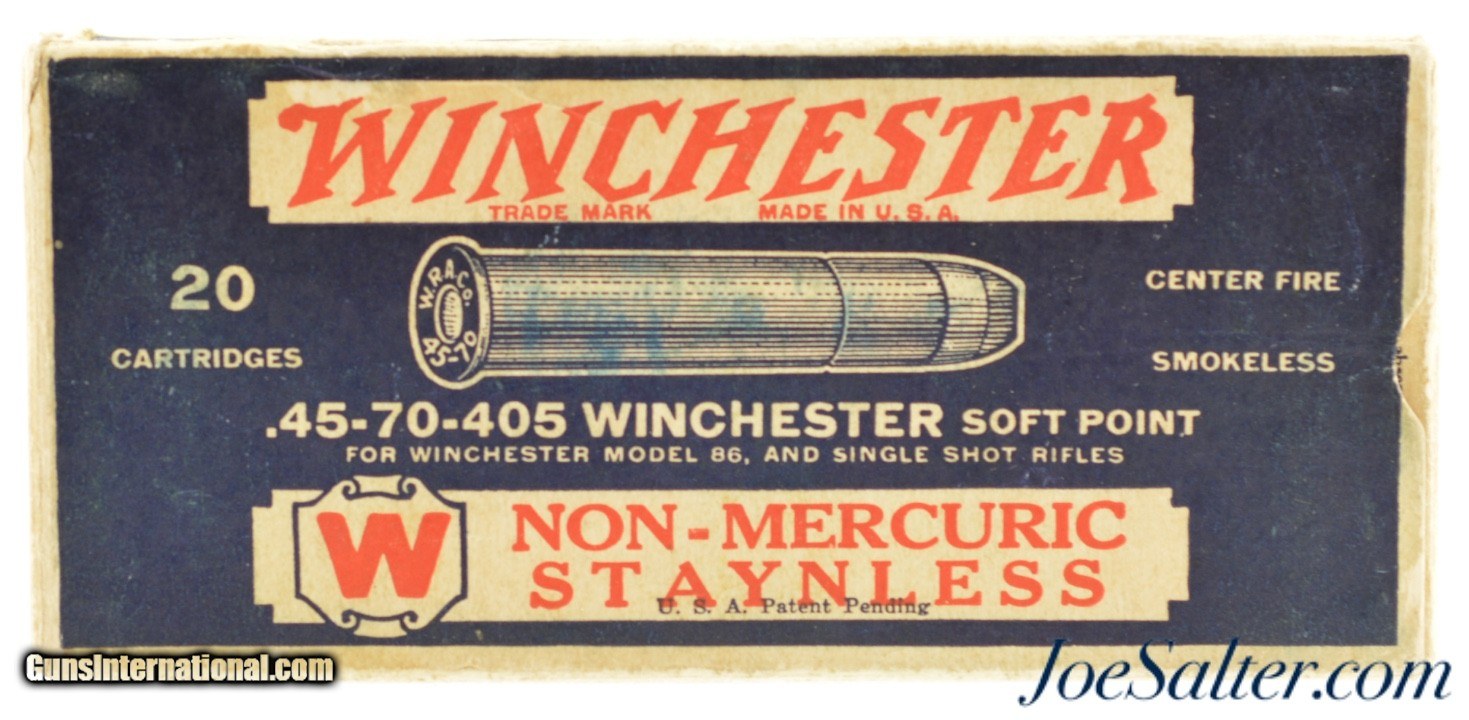 WINCHESTER
TRADE MARK MADE IN U.S.A.
W.R.A.Co.
45-70
20
CARTRIDGES
CENTER FIRE
SMOKELESS
.45-70-405 WINCHESTER SOFT POINT
FOR WINCHESTER MODEL 86, AND SINGLE SHOT RIFLES
W
NON-MERCURIC
STAYNLESS
U. S. A. Patent Pending
GunsInternational.com
JoeSalter.com